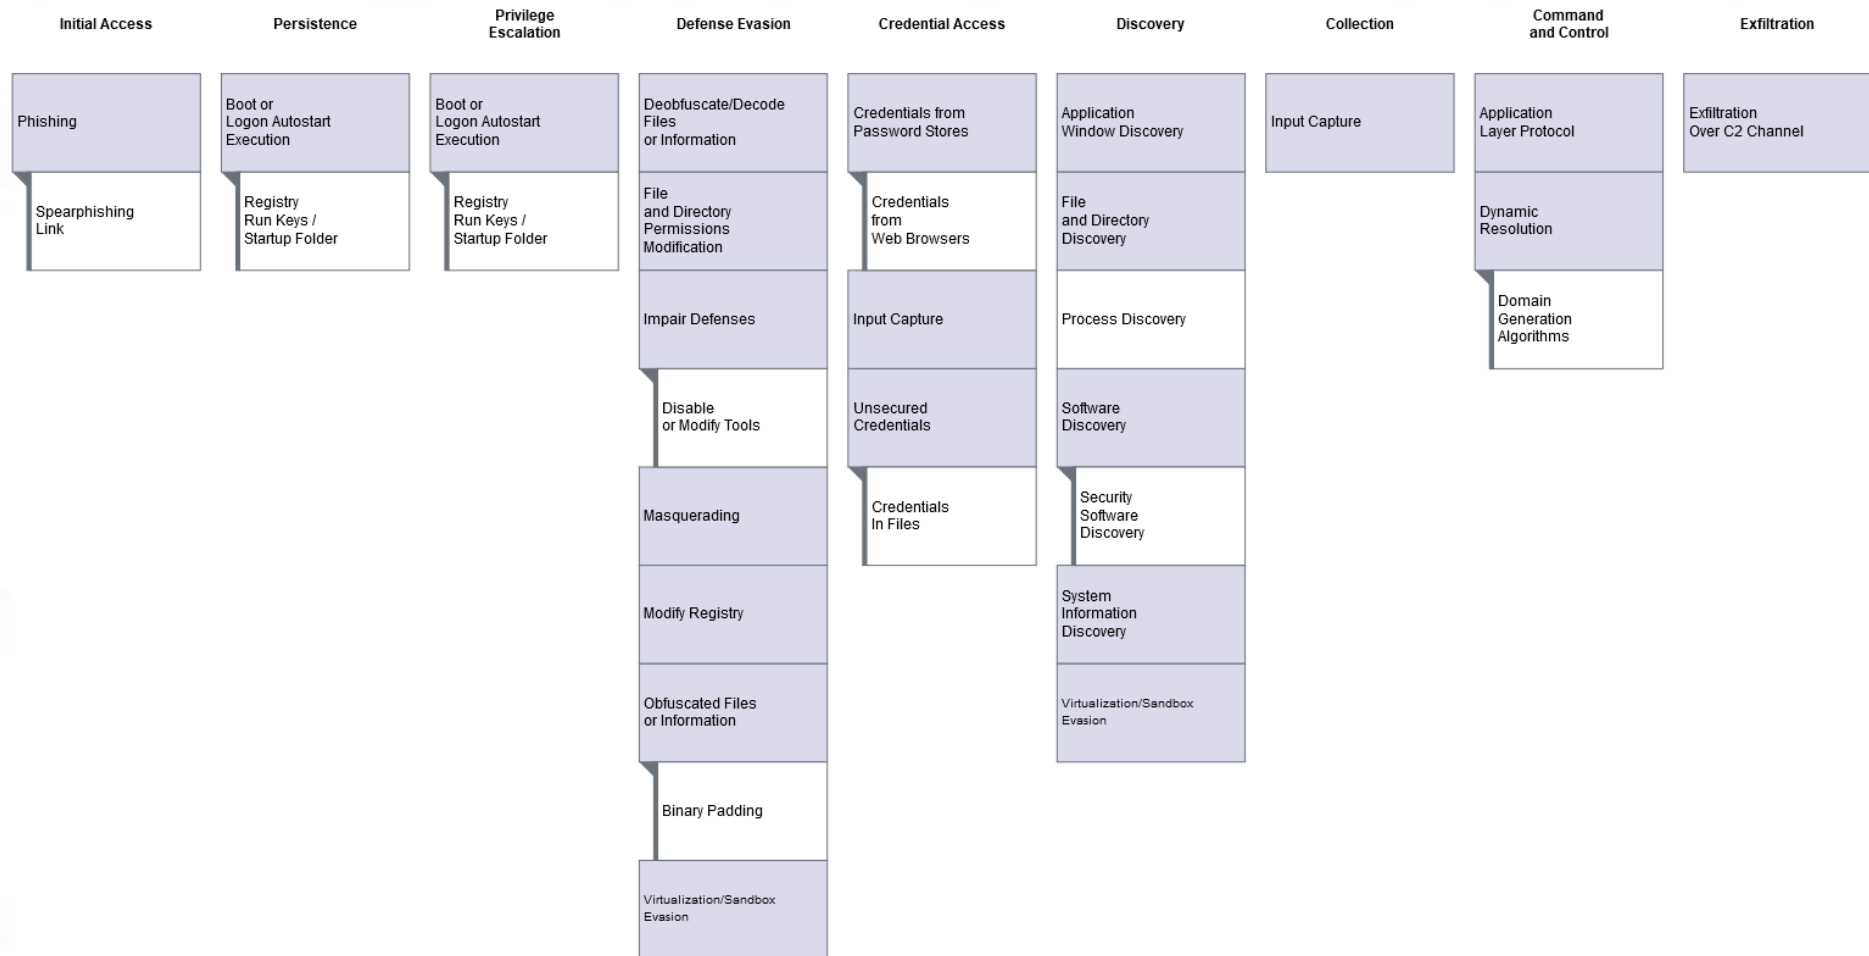 Initial Access
Persistence
Privilege
Escalation
Defense Evasion
Credential Access
Discovery
Collection
Command
and Control
Exfiltration
Phishing
Spearphishing
Link
Boot or
Logon Autostart
Execution
Registry
Run Keys /
Startup Folder
Boot or
Logon Autostart
Execution
Registry
Run Keys /
Startup Folder
Deobfuscate/Decode
Files
or Information
File
and Directory
Permissions
Modification
Impair Defenses
Disable
or Modify Tools
Masquerading
Modify Registry
Obfuscated Files
or Information
Binary Padding
Virtualization/Sandbox
Evasion
Credentials from
Password Stores
Credentials
from
Web Browsers
Input Capture
Unsecured
Credentials
Credentials
In Files
Application
Window Discovery
File
and Directory
Discovery
Process Discovery
Software
Discovery
Security
Software
Discovery
System
Information
Discovery
Virtualization/Sandbox
Evasion
Input Capture
Application
Layer Protocol
Dynamic
Resolution
Domain
Generation
Algorithms
Exfiltration
Over C2 Channel